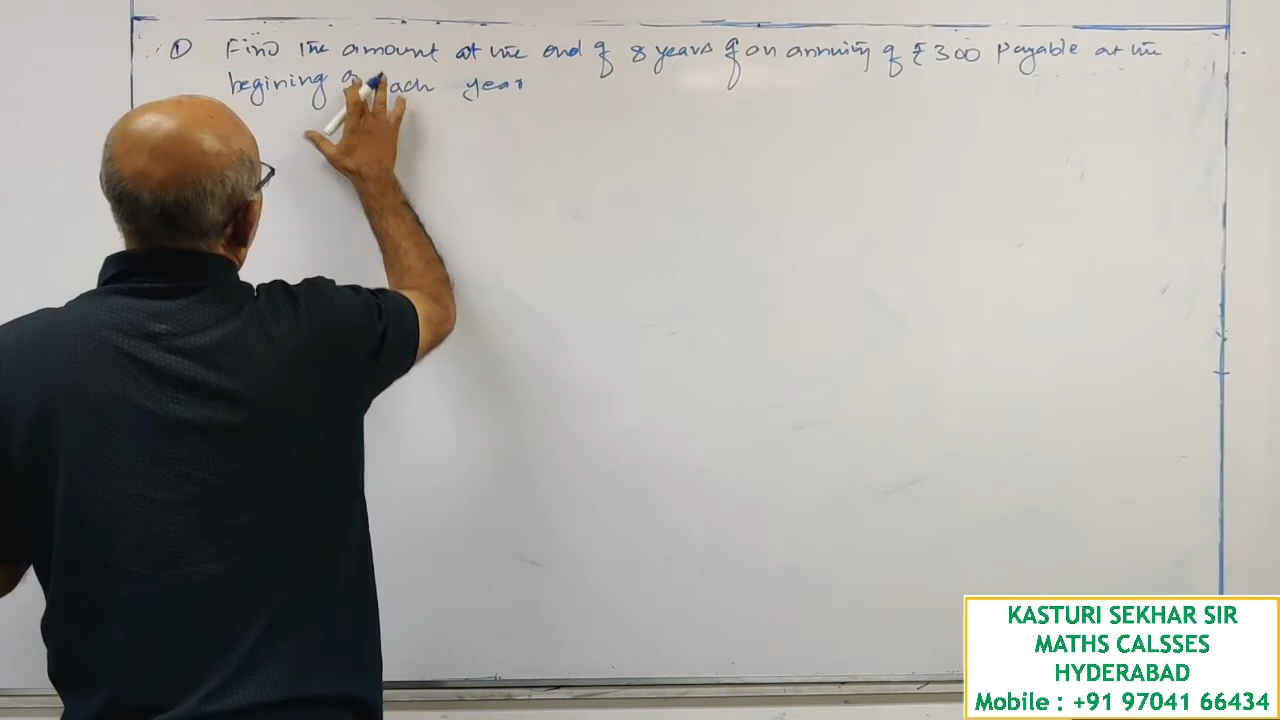 ① Find the amount at the end of 8 years of an annuity of ₹ 300 payable at the
begining each year
KASTURI SEKHAR SIR
MATHS CALSSES
HYDERABAD
Mobile : +91 97041 66434